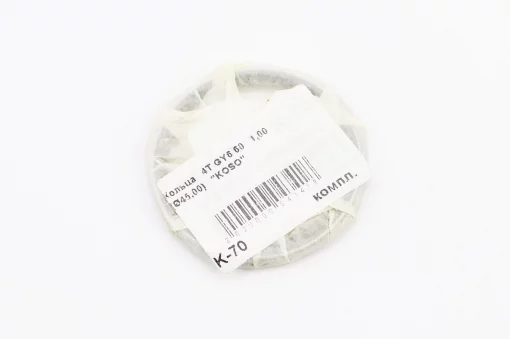 Кольца 4T GY6 60 1,00
(Ø45,00) "KOSO"
компл.
K-70